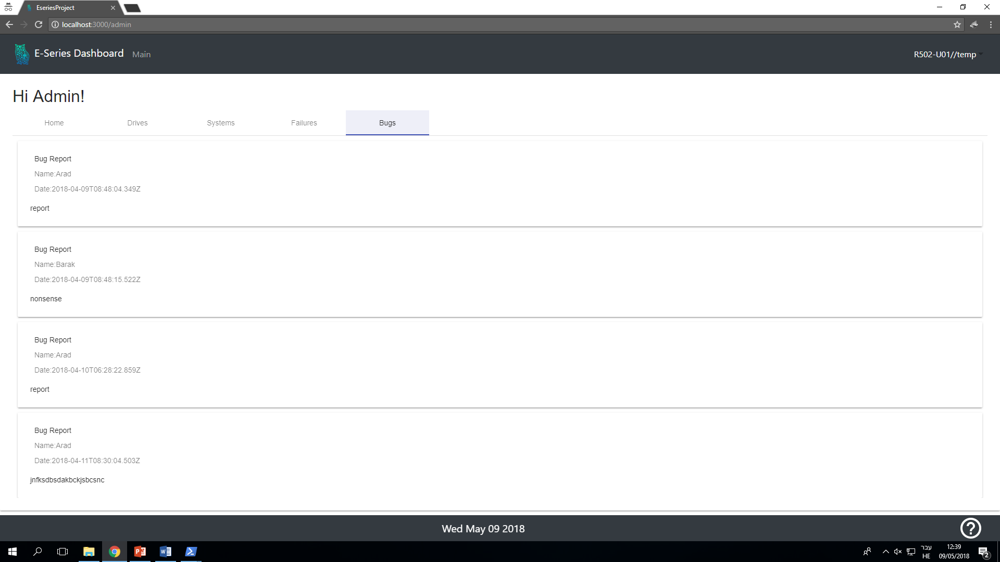 EseriesProject
localhost:3000/admin
E-Series Dashboard
Main
R502-U01//temp
Hi Admin!
Home
Drives
Systems
Failures
Bugs
Bug Report
Name:Arad
Date:2018-04-09T08:48:04.349Z
report
Bug Report
Name:Barak
Date:2018-04-09T08:48:15.522Z
nonsense
Bug Report
Name:Arad
Date:2018-04-10T06:28:22.859Z
report
Bug Report
Name:Arad
Date:2018-04-11T08:30:04.503Z
jnfksdbsdakbckjsbcsnc
Wed May 09 2018
עבר
HE
12:39
09/05/2018
2